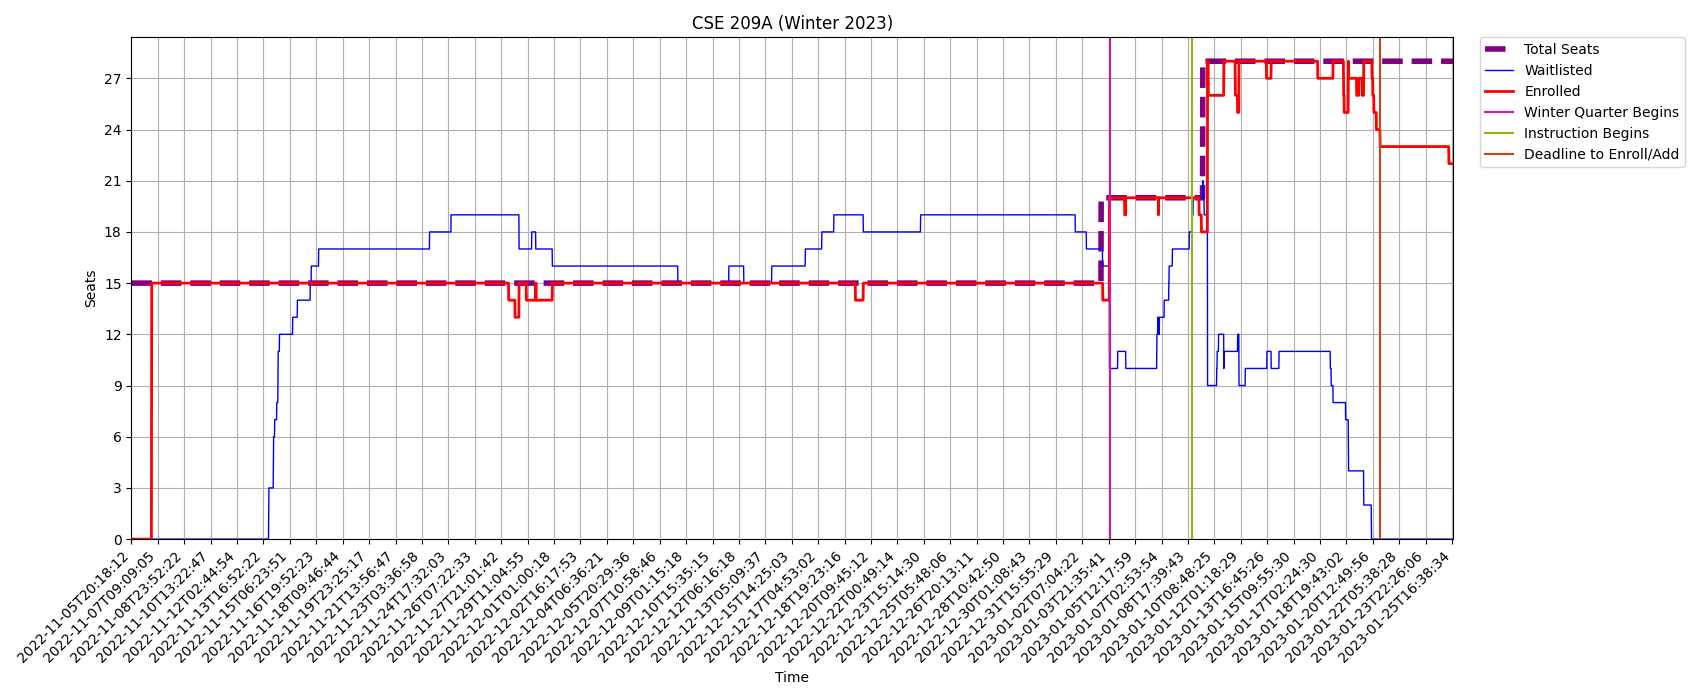 CSE 209A (Winter 2023)
Total Seats
Waitlisted
Enrolled
Winter Quarter Begins
Instruction Begins
Deadline to Enroll/Add
Seats
27
24
21
18
15
12
9
6
3
0
2022-11-05T20:18:12
2022-11-07T09:09:05
2022-11-08T23:52:22
2022-11-10T13:22:47
2022-11-12T02:44:54
2022-11-13T16:52:22
2022-11-15T06:23:51
2022-11-16T19:52:23
2022-11-18T09:46:44
2022-11-19T23:25:17
2022-11-21T13:56:47
2022-11-23T03:36:58
2022-11-24T17:32:03
2022-11-26T07:22:33
2022-11-27T21:01:42
2022-11-29T11:04:55
2022-12-01T01:00:18
2022-12-02T16:17:53
2022-12-04T06:36:21
2022-12-05T20:29:36
2022-12-07T10:58:46
2022-12-09T01:15:18
2022-12-10T15:35:15
2022-12-12T06:16:18
2022-12-13T05:09:37
2022-12-15T14:25:03
2022-12-17T04:53:02
2022-12-18T19:23:16
2022-12-20T09:45:12
2022-12-22T00:49:14
2022-12-23T15:14:30
2022-12-25T05:48:06
2022-12-26T20:13:11
2022-12-28T10:42:50
2022-12-30T01:08:43
2022-12-31T15:55:29
2023-01-02T07:04:22
2023-01-03T21:35:41
2023-01-05T12:17:59
2023-01-07T02:53:54
2023-01-08T17:39:43
2023-01-10T08:48:25
2023-01-12T01:18:29
2023-01-13T16:45:26
2023-01-15T09:55:30
2023-01-17T02:24:30
2023-01-18T19:43:02
2023-01-20T12:49:56
2023-01-22T05:38:28
2023-01-23T22:26:06
2023-01-25T16:38:34
Time